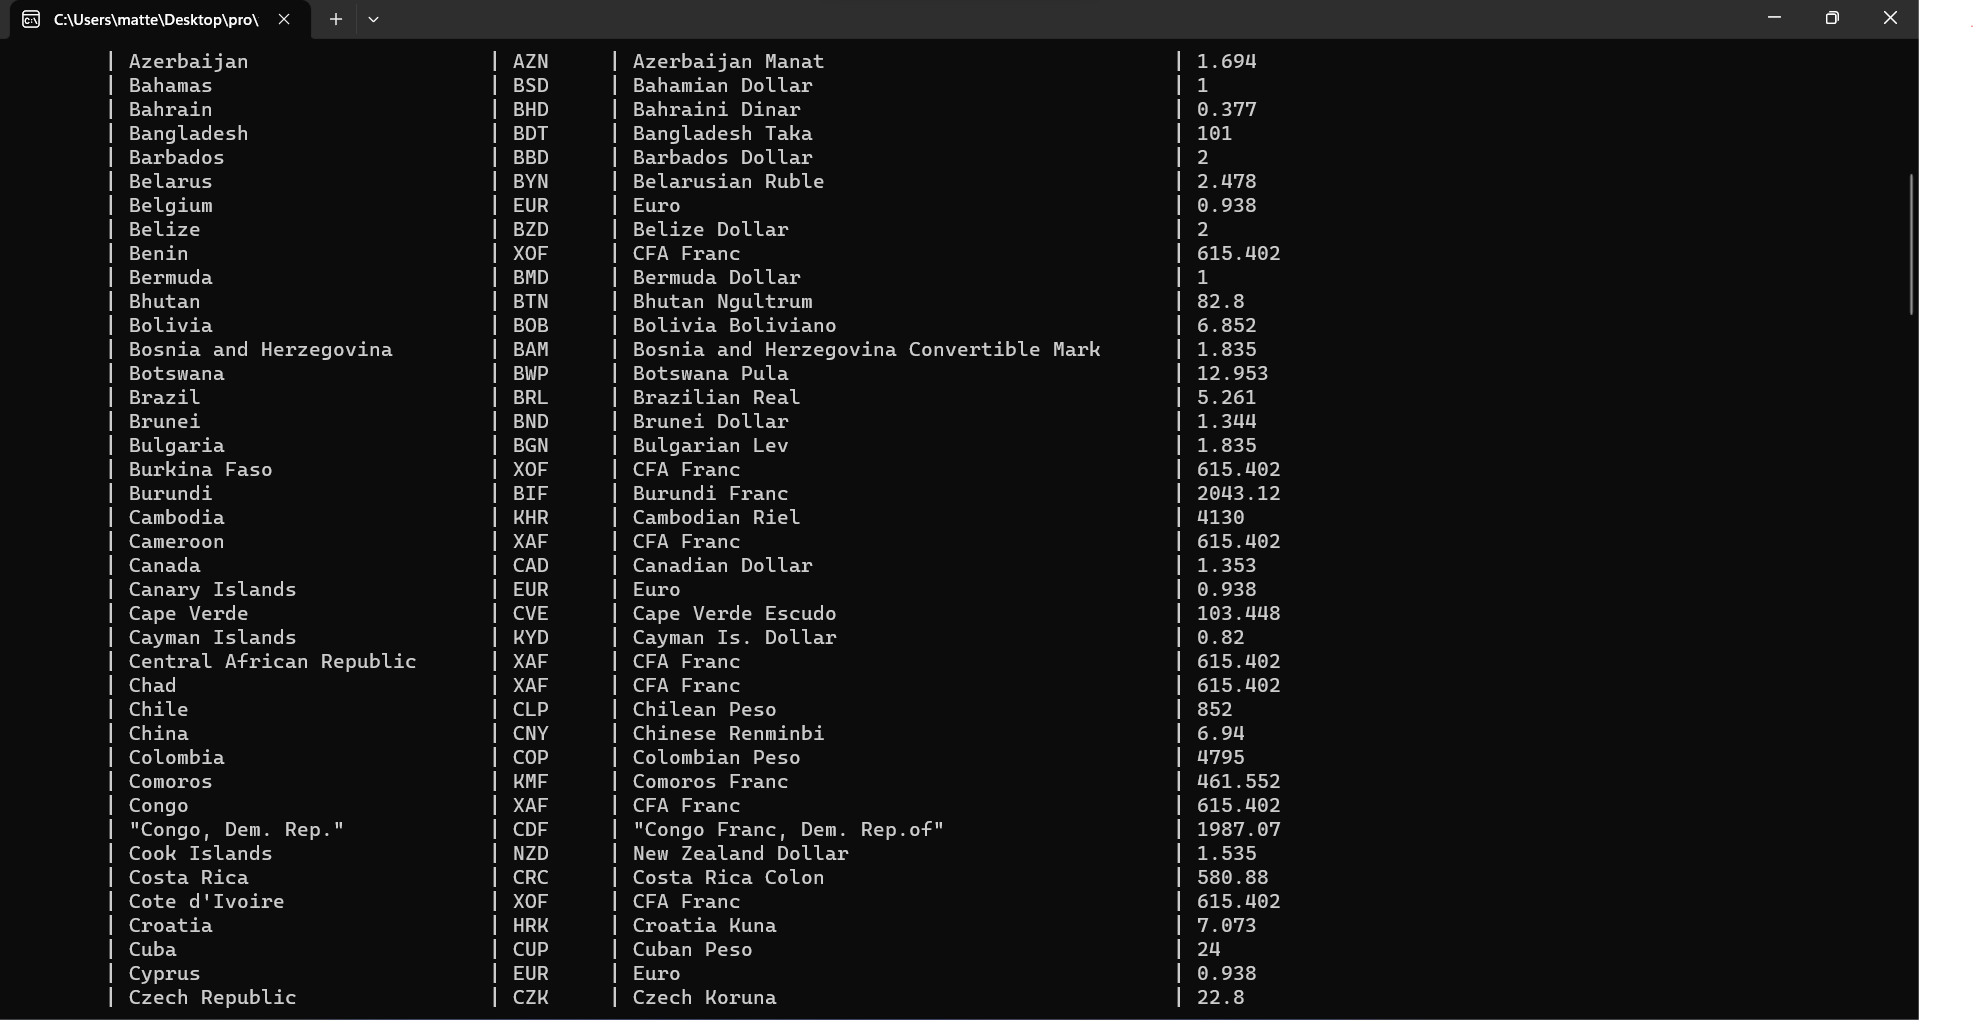 C:\Users\matte\Desktop\pro\
| Azerbaijan | AZN | Azerbaijan Manat | 1.694
| Bahamas | BSD | Bahamian Dollar | 1
| Bahrain | BHD | Bahraini Dinar | 0.377
| Bangladesh | BDT | Bangladesh Taka | 101
| Barbados | BBD | Barbados Dollar | 2
| Belarus | BYN | Belarusian Ruble | 2.478
| Belgium | EUR | Euro | 0.938
| Belize | BZD | Belize Dollar | 2
| Benin | XOF | CFA Franc | 615.402
| Bermuda | BMD | Bermuda Dollar | 1
| Bhutan | BTN | Bhutan Ngultrum | 82.8
| Bolivia | BOB | Bolivia Boliviano | 6.852
| Bosnia and Herzegovina | BAM | Bosnia and Herzegovina Convertible Mark | 1.835
| Botswana | BWP | Botswana Pula | 12.953
| Brazil | BRL | Brazilian Real | 5.261
| Brunei | BND | Brunei Dollar | 1.344
| Bulgaria | BGN | Bulgarian Lev | 1.835
| Burkina Faso | XOF | CFA Franc | 615.402
| Burundi | BIF | Burundi Franc | 2043.12
| Cambodia | KHR | Cambodian Riel | 4130
| Cameroon | XAF | CFA Franc | 615.402
| Canada | CAD | Canadian Dollar | 1.353
| Canary Islands | EUR | Euro | 0.938
| Cape Verde | CVE | Cape Verde Escudo | 103.448
| Cayman Islands | KYD | Cayman Is. Dollar | 0.82
| Central African Republic | XAF | CFA Franc | 615.402
| Chad | XAF | CFA Franc | 615.402
| Chile | CLP | Chilean Peso | 852
| China | CNY | Chinese Renminbi | 6.94
| Colombia | COP | Colombian Peso | 4795
| Comoros | KMF | Comoros Franc | 461.552
| Congo | XAF | CFA Franc | 615.402
| "Congo, Dem. Rep." | CDF | "Congo Franc, Dem. Rep.of" | 1987.07
| Cook Islands | NZD | New Zealand Dollar | 1.535
| Costa Rica | CRC | Costa Rica Colon | 580.88
| Cote d'Ivoire | XOF | CFA Franc | 615.402
| Croatia | HRK | Croatia Kuna | 7.073
| Cuba | CUP | Cuban Peso | 24
| Cyprus | EUR | Euro | 0.938
| Czech Republic | CZK | Czech Koruna | 22.8